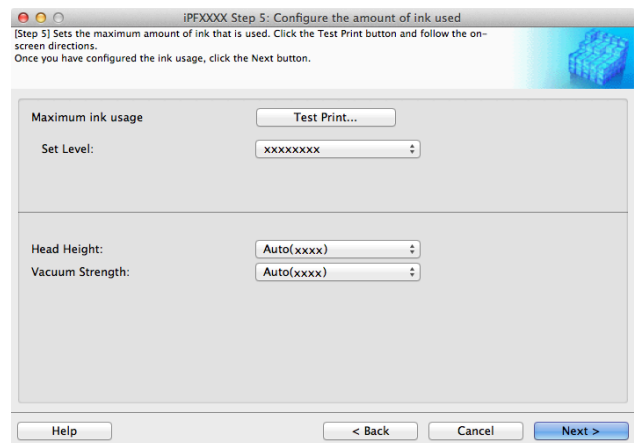 iPFXXXX Step 5: Configure the amount of ink used
[Step 5] Sets the maximum amount of ink that is used. Click the Test Print button and follow the on-
screen directions.
Once you have configured the ink usage, click the Next button.
Maximum ink usage Test Print...
Set Level: xxxxxxxx
Head Height: Auto(xxxx)
Vacuum Strength: Auto(xxxx)
Help < Back Cancel Next >